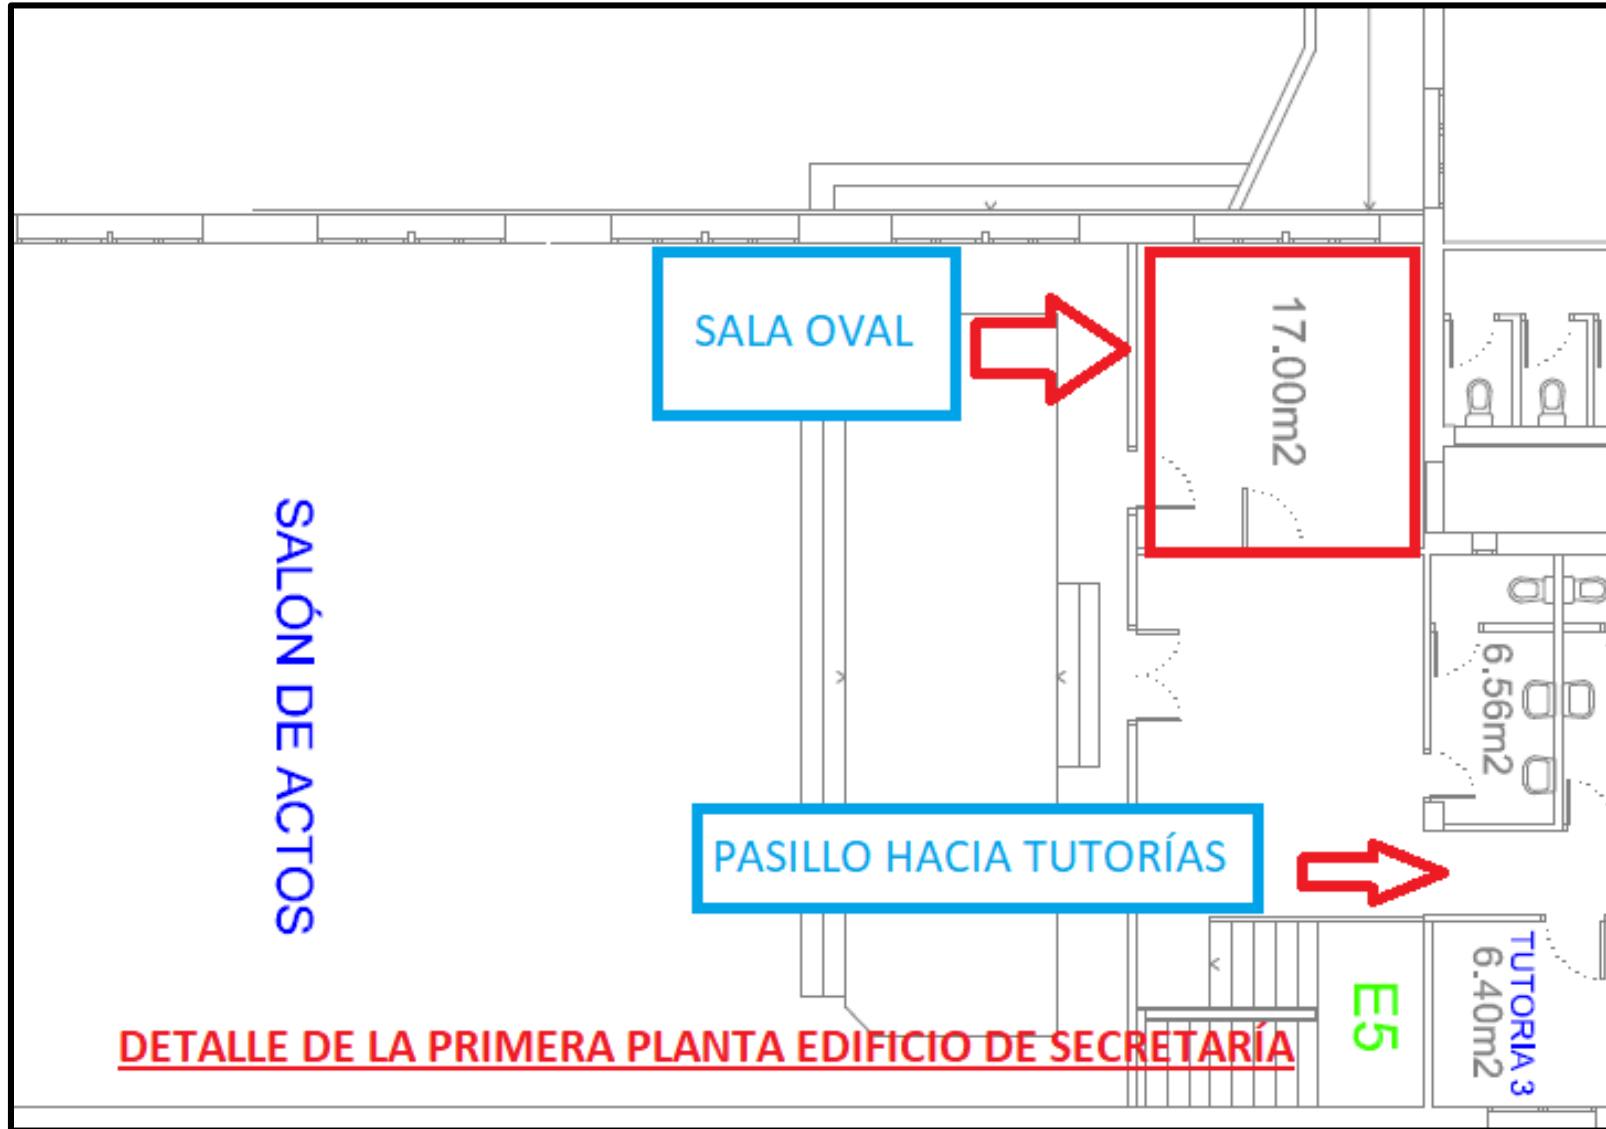 SALA OVAL
17.00m2
SALÓN DE ACTOS
6.56m2
PASILLO HACIA TUTORÍAS
E5
TUTORIA 3
6.40m2
DETALLE DE LA PRIMERA PLANTA EDIFICIO DE SECRETARÍA